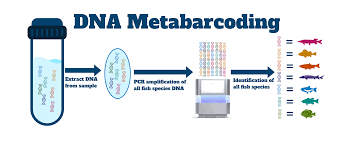 DNA Metabarcoding
Extract DNA
from sample
PCR amplification of
all fish species DNA
Identification of
all fish species
=
=
=
=
=
=
=